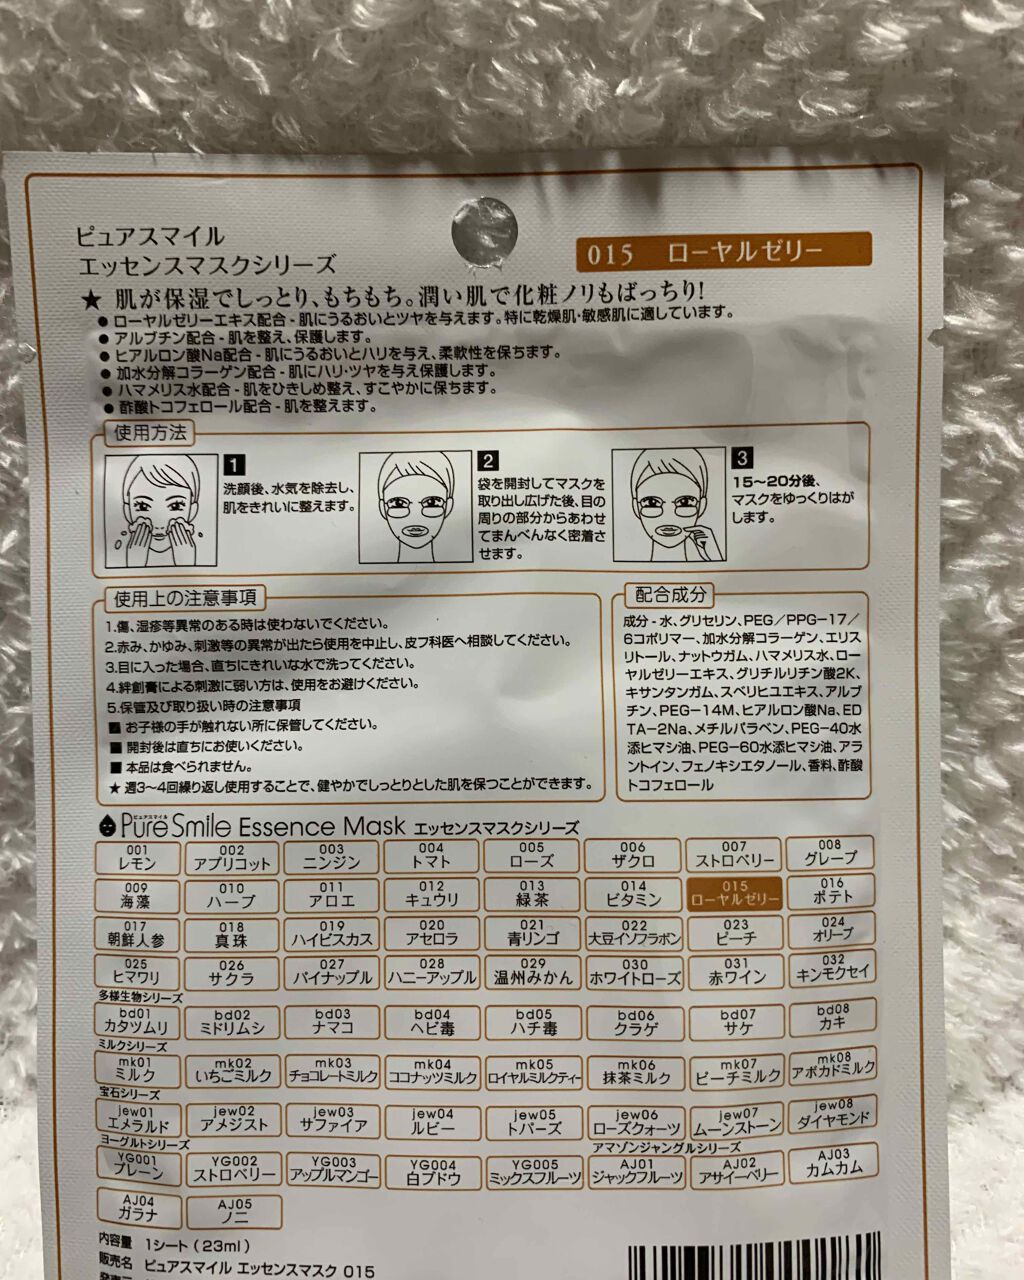 ピュアスマイル
エッセンスマスクシリーズ
015 ローヤルゼリー
★ 肌が保湿でしっとり、もちもち。潤い肌で化粧ノリもばっちり!
● ローヤルゼリーエキス配合 - 肌にうるおいとツヤを与えます。特に乾燥肌・敏感肌に適しています。
● アルブチン配合 - 肌を整え、保護します。
● ヒアルロン酸Na配合 - 肌にうるおいとハリを与え、柔軟性を保ちます。
● 加水分解コラーゲン配合 - 肌にハリ・ツヤを与え保護します。
● ハマメリス水配合 - 肌をひきしめ整え、すこやかに保ちます。
● 酢酸トコフェロール配合 - 肌を整えます。
使用方法
1
洗顔後、水気を除去し、
肌をきれいに整えます。
2
袋を開封してマスクを
取り出し広げた後、目の
周りの部分からあわせ
てまんべんなく密着さ
せます。
3
15〜20分後、
マスクをゆっくりはが
します。
使用上の注意事項
1.傷、湿疹等異常のある時は使わないでください。
2.赤み、かゆみ、刺激等の異常が出たら使用を中止し、皮フ科医へ相談してください。
3.目に入った場合、直ちにきれいな水で洗ってください。
4.絆創膏による刺激に弱い方は、使用をお避けください。
5.保管及び取り扱い時の注意事項
■ お子様の手が触れない所に保管してください。
■ 開封後は直ちにお使いください。
■ 本品は食べられません。
★ 週3〜4回繰り返し使用することで、健やかでしっとりとした肌を保つことができます。
配合成分
成分 - 水、グリセリン、PEG/PPG-17/
6コポリマー、加水分解コラーゲン、エリス
リトール、ナットウガム、ハマメリス水、ロー
ヤルゼリーエキス、グリチルリチン酸2K、
キサンタンガム、スベリヒユエキス、アルブ
チン、PEG-14M、ヒアルロン酸Na、ED
TA-2Na、メチルパラベン、PEG-40水
添ヒマシ油、PEG-60水添ヒマシ油、アラ
ントイン、フェノキシエタノール、香料、酢酸
トコフェロール
ピュアスマイル
Pure Smile Essence Mask エッセンスマスクシリーズ
001 レモン
002 アプリコット
003 ニンジン
004 トマト
005 ローズ
006 ザクロ
007 ストロベリー
008 グレープ
009 海藻
010 ハーブ
011 アロエ
012 キュウリ
013 緑茶
014 ビタミン
015 ローヤルゼリー
016 ポテト
017 朝鮮人参
018 真珠
019 ハイビスカス
020 アセロラ
021 青リンゴ
022 大豆イソフラボン
023 ピーチ
024 オリーブ
025 ヒマワリ
026 サクラ
027 パイナップル
028 ハニーアップル
029 温州みかん
030 ホワイトローズ
031 赤ワイン
032 キンモクセイ
多様生物シリーズ
bd01 カタツムリ
bd02 ミドリムシ
bd03 ナマコ
bd04 ヘビ毒
bd05 ハチ毒
bd06 クラゲ
bd07 サケ
bd08 カキ
ミルクシリーズ
mk01 ミルク
mk02 いちごミルク
mk03 チョコレートミルク
mk04 ココナッツミルク
mk05 ロイヤルミルクティー
mk06 抹茶ミルク
mk07 ピーチミルク
mk08 アボカドミルク
宝石シリーズ
jew01 エメラルド
jew02 アメジスト
jew03 サファイア
jew04 ルビー
jew05 トパーズ
jew06 ローズクォーツ
jew07 ムーンストーン
jew08 ダイヤモンド
ヨーグルトシリーズ
アマゾンジャングルシリーズ
YG001 プレーン
YG002 ストロベリー
YG003 アップルマンゴー
YG004 白ブドウ
YG005 ミックスフルーツ
AJ01 ジャックフルーツ
AJ02 アサイーベリー
AJ03 カムカム
AJ04 ガラナ
AJ05 ノニ
内容量 1シート(23ml)
販売名 ピュアスマイル エッセンスマスク 015